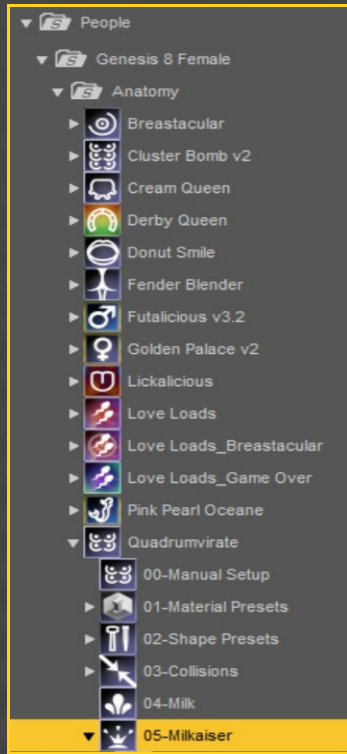 People
Genesis 8 Female
Anatomy
Breastacular
Cluster Bomb v2
Cream Queen
Derby Queen
Donut Smile
Fender Blender
Futalicious v3.2
Golden Palace v2
Lickalicious
Love Loads
Love Loads_Breastacular
Love Loads_Game Over
Pink Pearl Oceane
Quadrumvirate
00-Manual Setup
01-Material Presets
02-Shape Presets
03-Collisions
04-Milk
05-Milkaiser